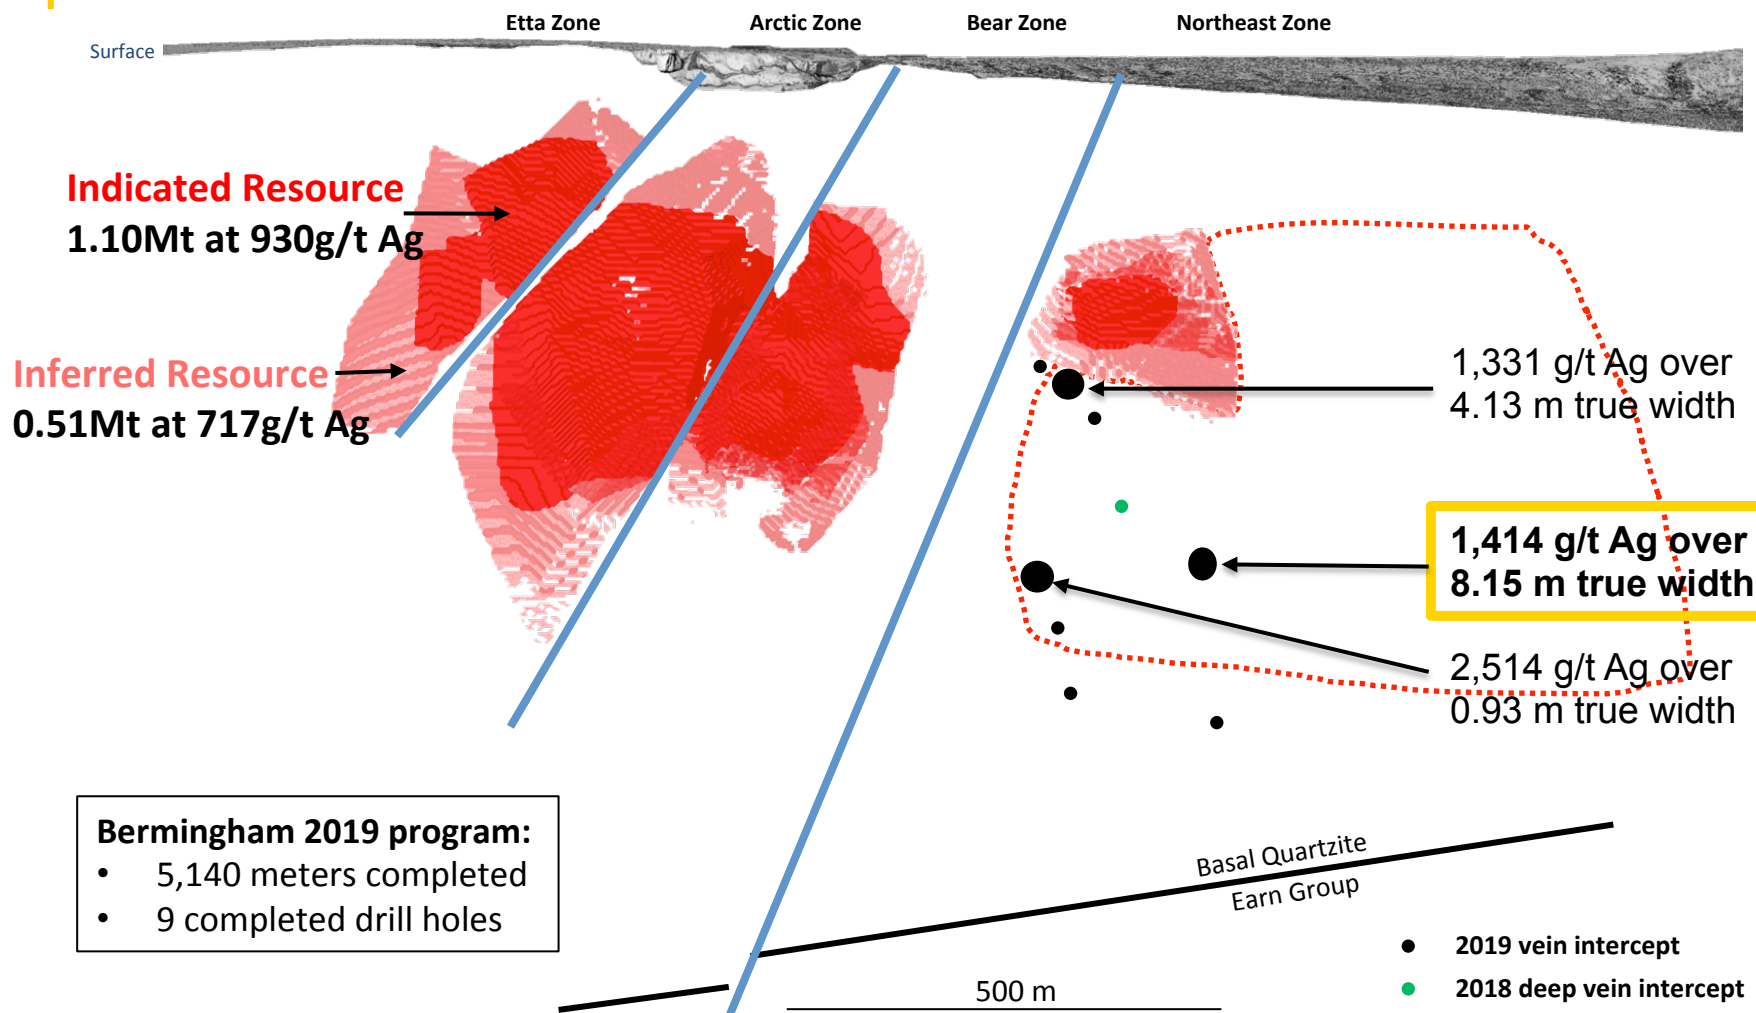 Etta Zone
Arctic Zone
Bear Zone
Northeast Zone
Surface
Indicated Resource
1.10Mt at 930g/t Ag
Inferred Resource
0.51Mt at 717g/t Ag
1,331 g/t Ag over
4.13 m true width
1,414 g/t Ag over
8.15 m true width
2,514 g/t Ag over
0.93 m true width
Bermingham 2019 program:
• 5,140 meters completed
• 9 completed drill holes
Basal Quartzite
Earn Group
500 m
2019 vein intercept
2018 deep vein intercept